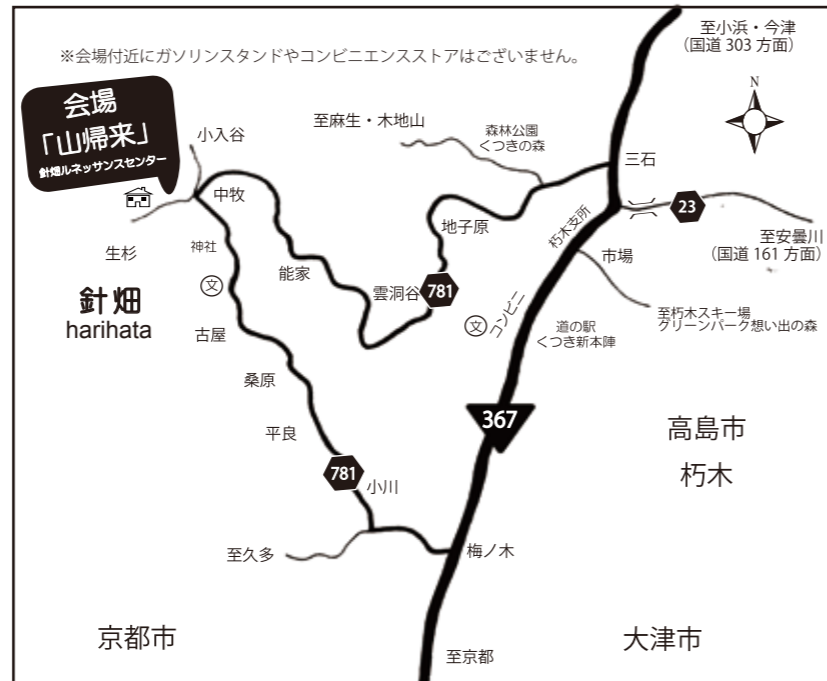 ※会場付近にガソリンスタンドやコンビニエンスストアはございません。
至小浜・今津
（国道 303 方面）
N
会場
「山帰来」
針畑ルネッサンスセンター
小入谷
至麻生・木地山
森林公園
くつきの森
三石
中牧
地子原
朽木支所
23
市場
至安曇川
（国道 161 方面）
生杉
神社
能家
雲洞谷
781
針畑
harihata
文
文
コンビニ
道の駅
くつき新本陣
至朽木スキー場
グリーンパーク想い出の森
古屋
桑原
367
高島市
朽木
平良
781
小川
至久多
梅ノ木
京都市
至京都
大津市